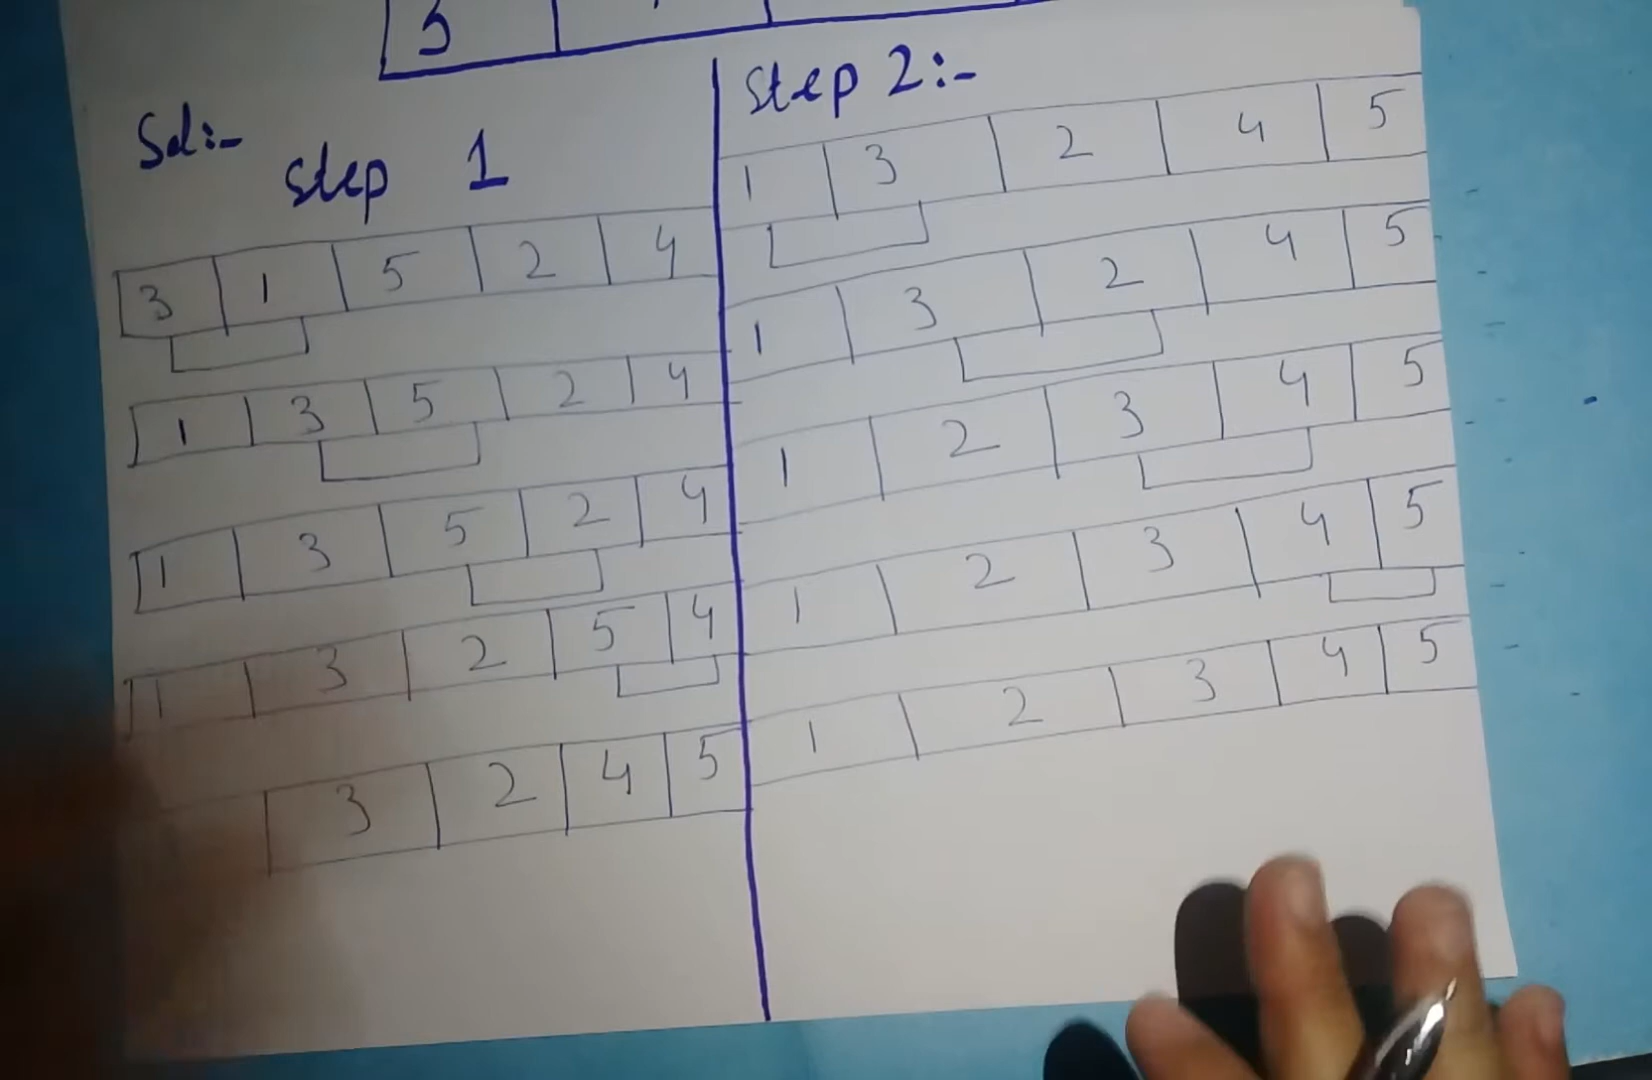 3
Sol:-
Step 1
3 1 5 2 4
1 3 5 2 4
1 3 5 2 4
1 3 2 5 4
3 2 4 5
Step 2:-
1 3 2 4 5
1 3 2 4 5
1 2 3 4 5
1 2 3 4 5
1 2 3 4 5